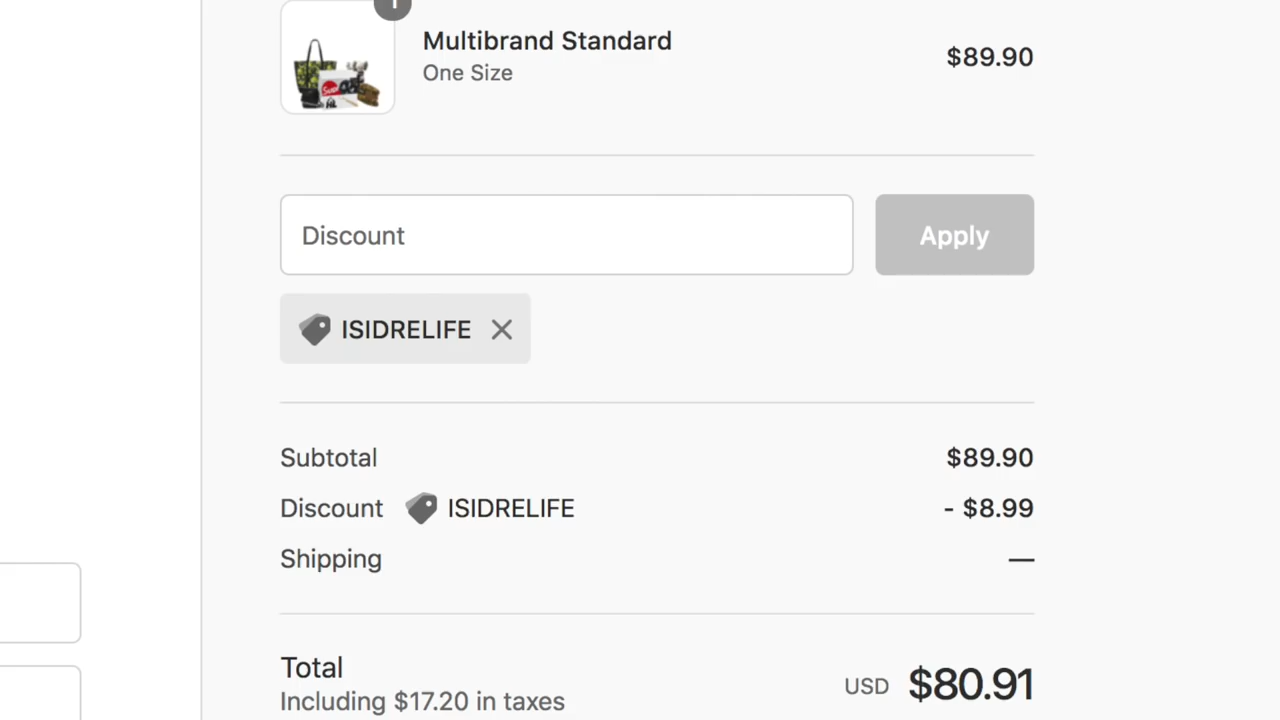 1
Multibrand Standard
One Size
$89.90
Discount
Apply
ISIDRELIFE
Subtotal
$89.90
Discount ISIDRELIFE
- $8.99
Shipping
—
Total
Including $17.20 in taxes
USD $80.91